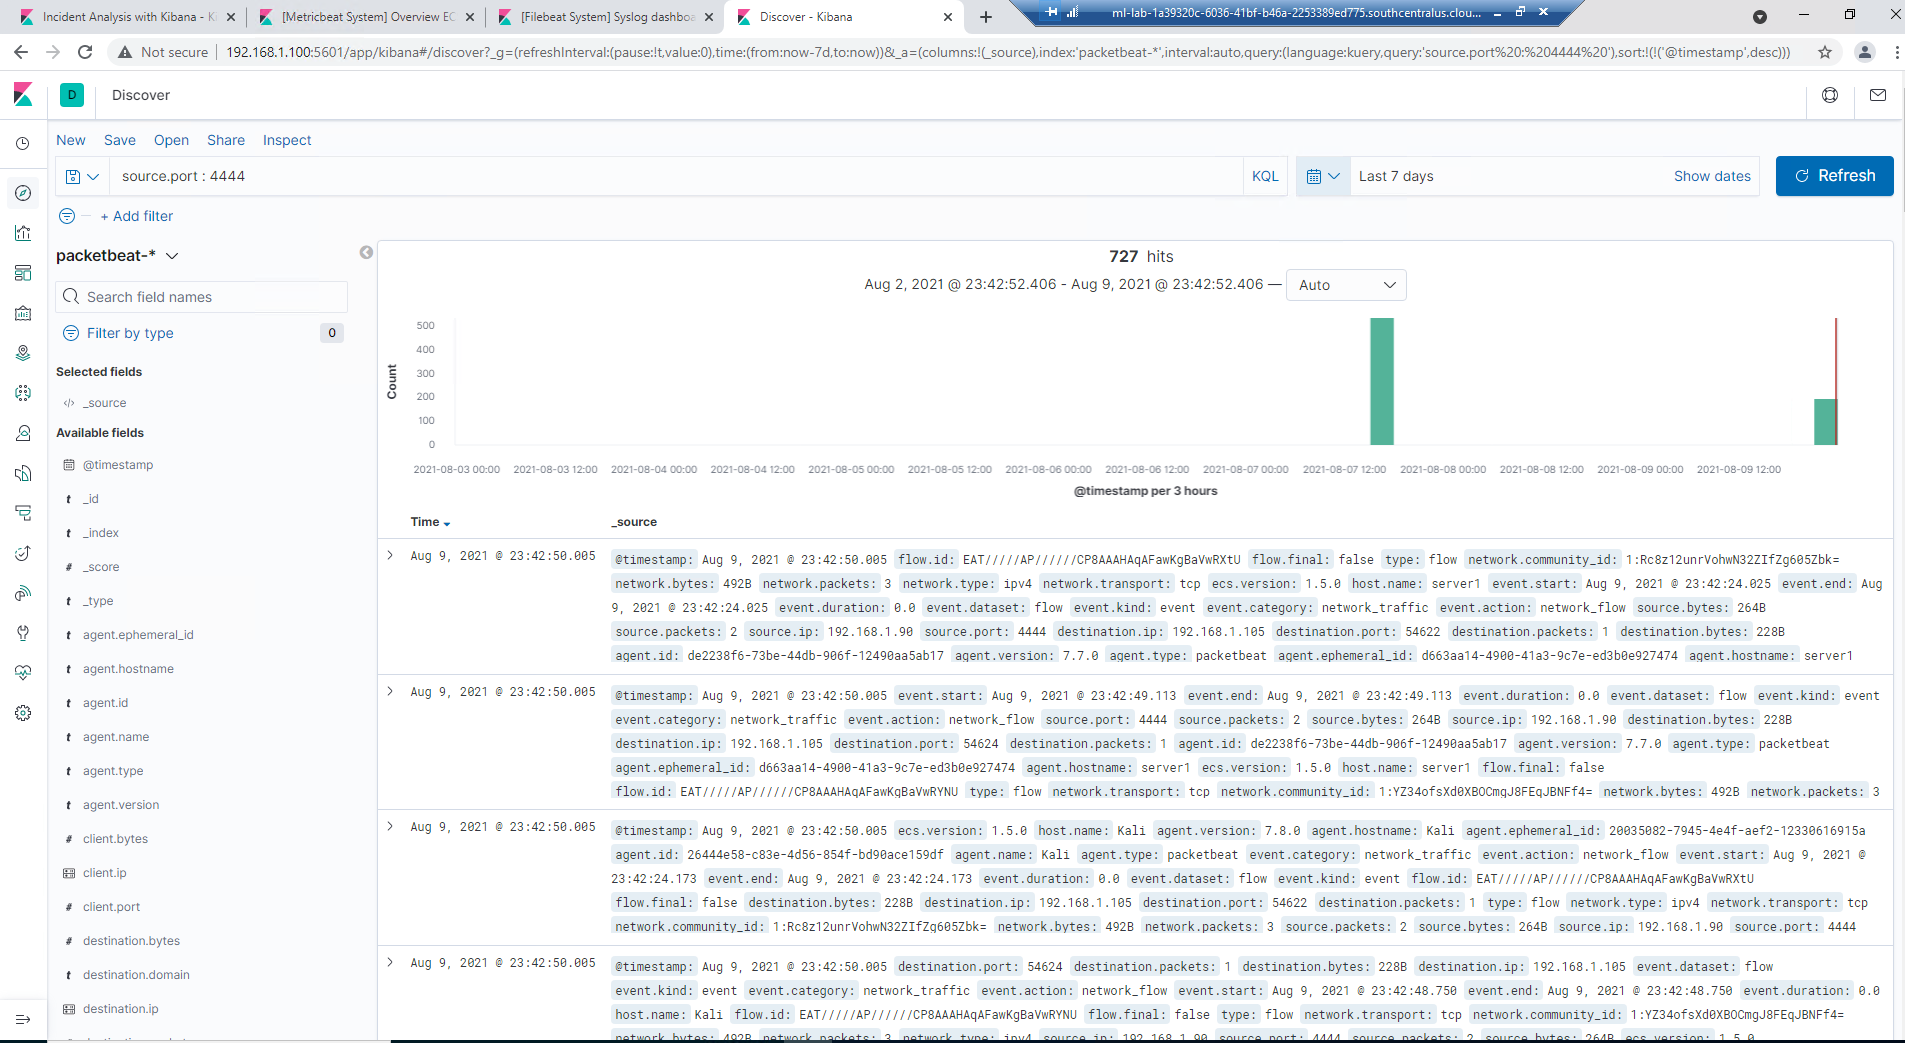 Incident Analysis with Kibana - Ki
[Metricbeat System] Overview EC
[Filebeat System] Syslog dashboa
Discover - Kibana
ml-lab-1a39320c-6036-41bf-b46a-2253389ed775.southcentralus.clou...
Not secure
192.168.1.100:5601/app/kibana#/discover?_g=(refreshInterval:(pause:!t,value:0),time:(from:now-7d,to:now))&_a=(columns:!(_source),index:'packetbeat-*',interval:auto,query:(language:kuery,query:'source.port%20:%204444%20'),sort:!(!('@timestamp',desc)))
D
Discover
New Save Open Share Inspect
source.port : 4444
KQL
Last 7 days
Show dates
Refresh
+ Add filter
packetbeat-*
Search field names
Filter by type
0
Selected fields
_source
Available fields
@timestamp
t _id
t _index
# _score
t _type
t agent.ephemeral_id
t agent.hostname
t agent.id
t agent.name
t agent.type
t agent.version
# client.bytes
client.ip
# client.port
# destination.bytes
t destination.domain
destination.ip
727 hits
Aug 2, 2021 @ 23:42:52.406 - Aug 9, 2021 @ 23:42:52.406 —
Auto
Count
500
400
300
200
100
0
2021-08-03 00:00 2021-08-03 12:00 2021-08-04 00:00 2021-08-04 12:00 2021-08-05 00:00 2021-08-05 12:00 2021-08-06 00:00 2021-08-06 12:00 2021-08-07 00:00 2021-08-07 12:00 2021-08-08 00:00 2021-08-08 12:00 2021-08-09 00:00 2021-08-09 12:00
@timestamp per 3 hours
Time _source
Aug 9, 2021 @ 23:42:50.005
@timestamp: Aug 9, 2021 @ 23:42:50.005 flow.id: EAT/////AP//////CP8AAAHAqAFawKgBaVwRXtU flow.final: false type: flow network.community_id: 1:Rc8z12unrVohwN32ZIfZg605Zbk=
network.bytes: 492B network.packets: 3 network.type: ipv4 network.transport: tcp ecs.version: 1.5.0 host.name: server1 event.start: Aug 9, 2021 @ 23:42:24.025 event.end: Aug
9, 2021 @ 23:42:24.025 event.duration: 0.0 event.dataset: flow event.kind: event event.category: network_traffic event.action: network_flow source.bytes: 264B
source.packets: 2 source.ip: 192.168.1.90 source.port: 4444 destination.ip: 192.168.1.105 destination.port: 54622 destination.packets: 1 destination.bytes: 228B
agent.id: de2238f6-73be-44db-906f-12490aa5ab17 agent.version: 7.7.0 agent.type: packetbeat agent.ephemeral_id: d663aa14-4900-41a3-9c7e-ed3b0e927474 agent.hostname: server1
Aug 9, 2021 @ 23:42:50.005
@timestamp: Aug 9, 2021 @ 23:42:50.005 event.start: Aug 9, 2021 @ 23:42:49.113 event.end: Aug 9, 2021 @ 23:42:49.113 event.duration: 0.0 event.dataset: flow event.kind: event
event.category: network_traffic event.action: network_flow source.port: 4444 source.packets: 2 source.bytes: 264B source.ip: 192.168.1.90 destination.bytes: 228B
destination.ip: 192.168.1.105 destination.port: 54624 destination.packets: 1 agent.id: de2238f6-73be-44db-906f-12490aa5ab17 agent.version: 7.7.0 agent.type: packetbeat
agent.ephemeral_id: d663aa14-4900-41a3-9c7e-ed3b0e927474 agent.hostname: server1 ecs.version: 1.5.0 host.name: server1 flow.final: false
flow.id: EAT/////AP//////CP8AAAHAqAFawKgBaVwRYNU type: flow network.transport: tcp network.community_id: 1:YZ34ofsXd0XBOCmgJ8FEqJBNFf4= network.bytes: 492B network.packets: 3
Aug 9, 2021 @ 23:42:50.005
@timestamp: Aug 9, 2021 @ 23:42:50.005 ecs.version: 1.5.0 host.name: Kali agent.version: 7.8.0 agent.hostname: Kali agent.ephemeral_id: 20035082-7945-4e4f-aef2-12330616915a
agent.id: 26444e58-c83e-4d56-854f-bd90ace159df agent.name: Kali agent.type: packetbeat event.category: network_traffic event.action: network_flow event.start: Aug 9, 2021 @
23:42:24.173 event.end: Aug 9, 2021 @ 23:42:24.173 event.duration: 0.0 event.dataset: flow event.kind: event flow.id: EAT/////AP//////CP8AAAHAqAFawKgBaVwRXtU
flow.final: false destination.bytes: 228B destination.ip: 192.168.1.105 destination.port: 54622 destination.packets: 1 type: flow network.type: ipv4 network.transport: tcp
network.community_id: 1:Rc8z12unrVohwN32ZIfZg605Zbk= network.bytes: 492B network.packets: 3 source.packets: 2 source.bytes: 264B source.ip: 192.168.1.90 source.port: 4444
Aug 9, 2021 @ 23:42:50.005
@timestamp: Aug 9, 2021 @ 23:42:50.005 destination.port: 54624 destination.packets: 1 destination.bytes: 228B destination.ip: 192.168.1.105 event.dataset: flow
event.kind: event event.category: network_traffic event.action: network_flow event.start: Aug 9, 2021 @ 23:42:48.750 event.end: Aug 9, 2021 @ 23:42:48.750 event.duration: 0.0
host.name: Kali flow.id: EAT/////AP//////CP8AAAHAqAFawKgBaVwRYNU flow.final: false type: flow network.transport: tcp network.community_id: 1:YZ34ofsXd0XBOCmgJ8FEqJBNFf4=
network.bytes: 492B network.packets: 3 network.type: ipv4 source.ip: 192.168.1.90 source.port: 4444 source.packets: 2 source.bytes: 264B ecs.version: 1.5.0